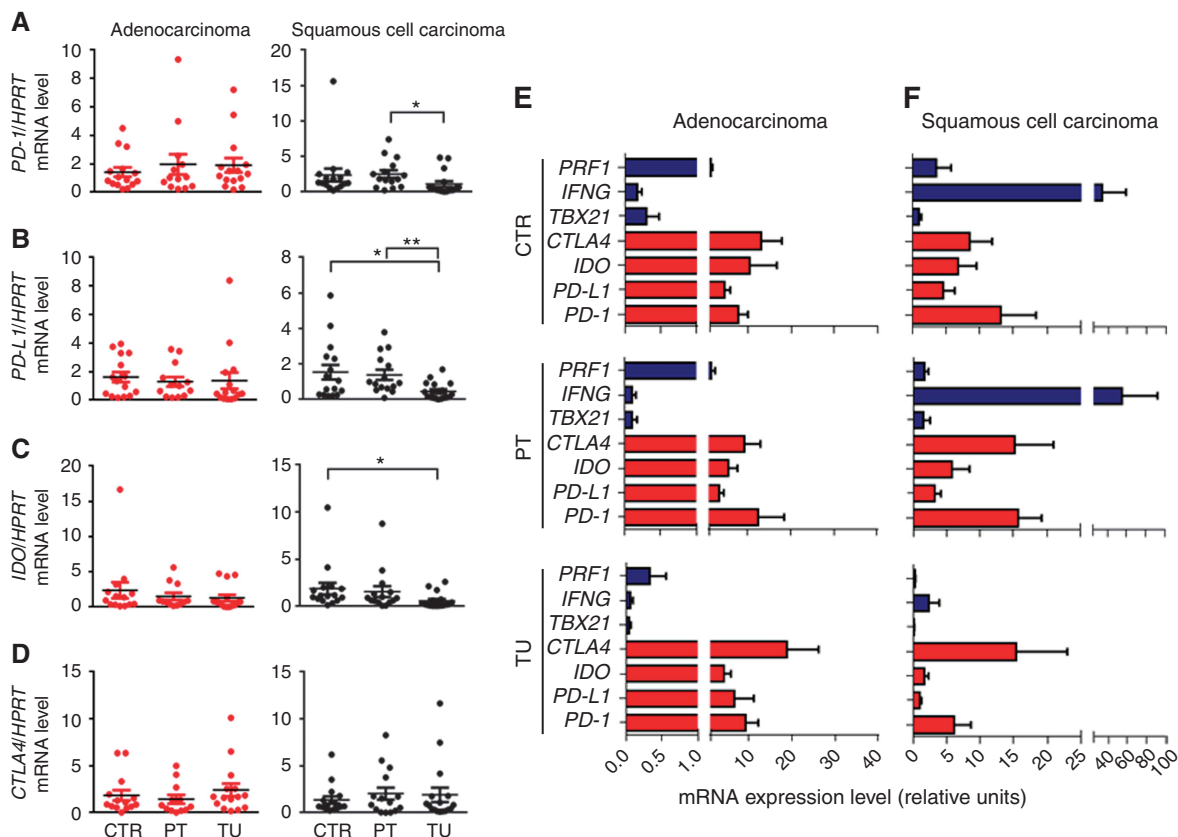 A
Adenocarcinoma
Squamous cell carcinoma
PD-1/HPRT
mRNA level
10
8
6
4
2
0
20
15
10
5
0
*
B
PD-L1/HPRT
mRNA level
10
8
6
4
2
0
8
6
4
2
0
*
**
C
IDO/HPRT
mRNA level
20
15
10
5
0
15
10
5
0
*
D
CTLA4/HPRT
mRNA level
15
10
5
0
15
10
5
0
CTR PT TU
CTR PT TU
E
Adenocarcinoma
CTR
PRF1
IFNG
TBX21
CTLA4
IDO
PD-L1
PD-1
PT
PRF1
IFNG
TBX21
CTLA4
IDO
PD-L1
PD-1
TU
PRF1
IFNG
TBX21
CTLA4
IDO
PD-L1
PD-1
0.0 0.5 1.0 10 20 30 40
F
Squamous cell carcinoma
0 5 10 15 20 25 40 60 80 100
mRNA expression level (relative units)